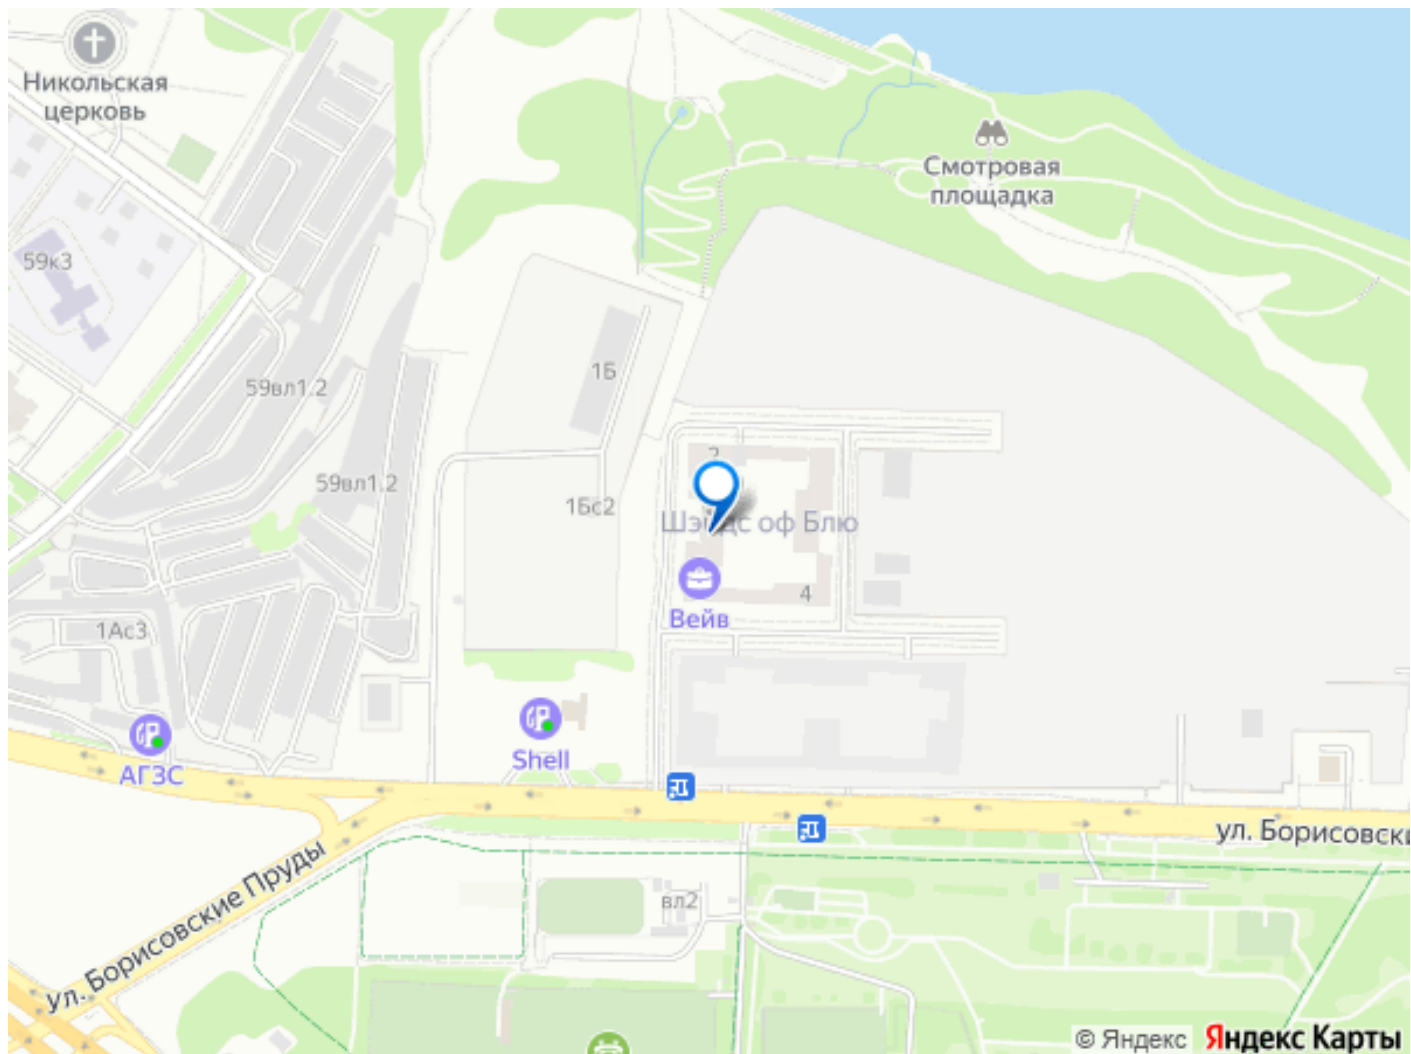 Никольская
церковь
Смотровая
площадка
59к3
1Б
59вл1.2
59вл1.2
1Бс2
2
Шэйдс оф Блю
4
Вейв
1Ас3
АГЗС
Shell
ул. Борисовски
ул. Борисовские Пруды
вл2
© Яндекс Яндекс Карты